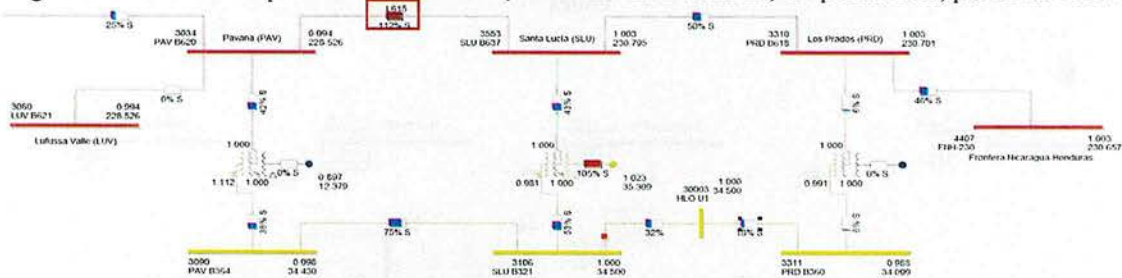 L615
25% S
112% S
50% S
3034
PAV B620
Pavana (PAV)
0.994
228.526
3553
SLU B637
Santa Lucía (SLU)
1.003
230.795
3310
PRD B618
Los Prados (PRD)
1.003
230.701
0% S
46% S
3060
LUV B621
0.994
228.526
Lufussa Valle (LUV)
42% S
43% S
6% S
4407
FNH-230
1.003
230.657
Frontera Nicaragua Honduras
1.000
1.000
1.000
1.112
1.000
0% S
0.897
12.379
0.981
1.000
105% S
1.023
35.309
30003
HLO U1
1.000
34.500
0.991
1.000
0% S
38% S
75% S
53% S
32%
19% S
6% S
3090
PAV B364
0.998
34.430
3106
SLU B321
1.000
34.500
3311
PRD B360
0.988
34.099